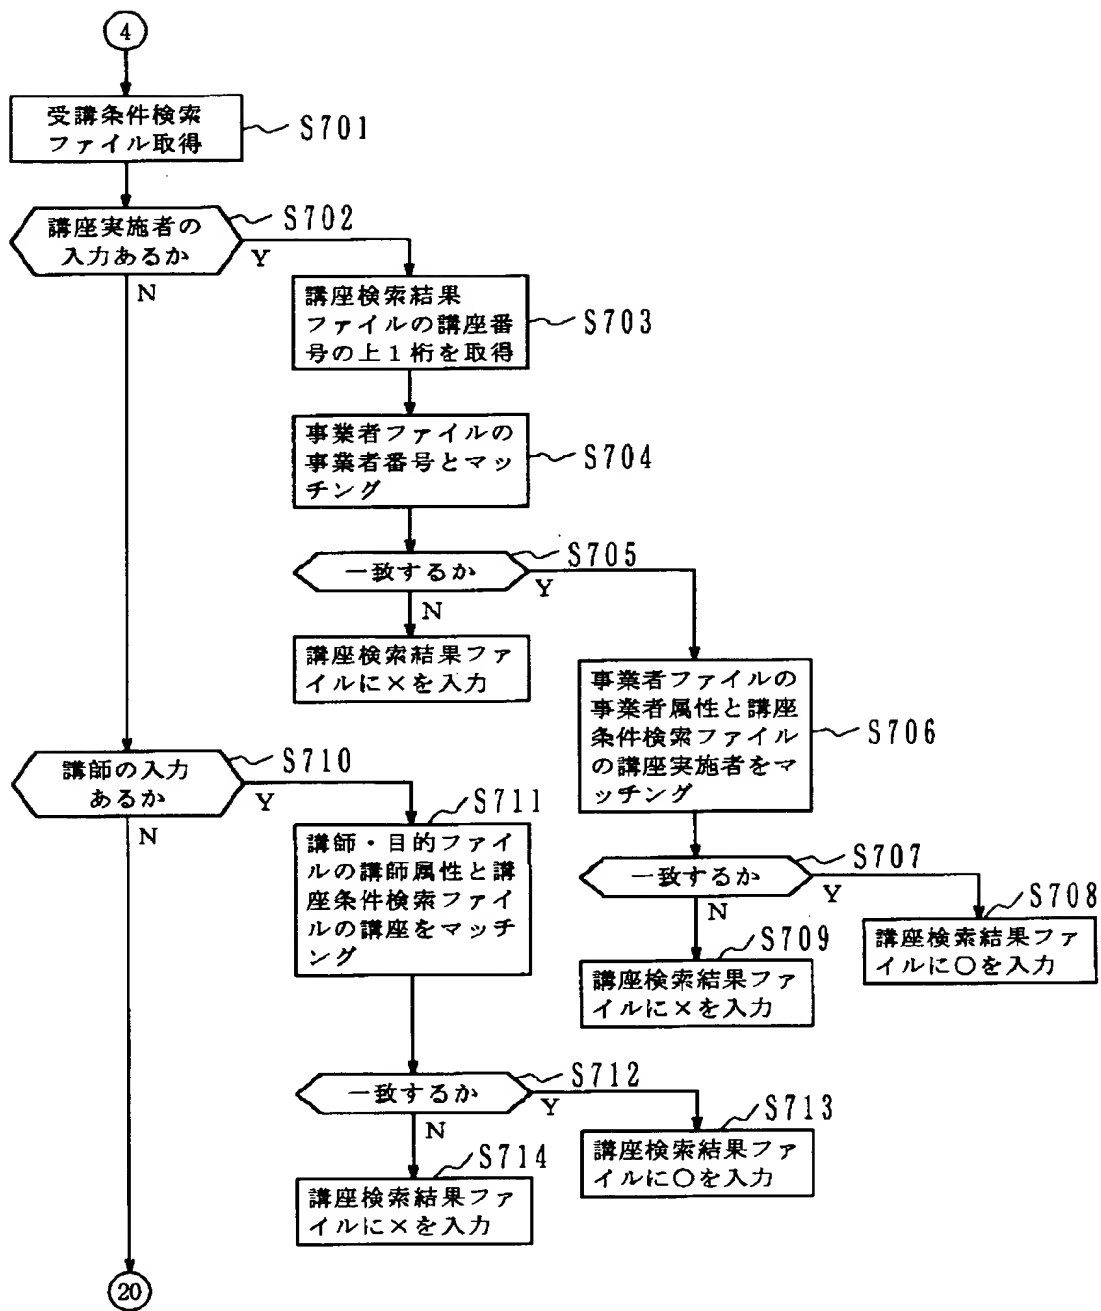 4
受講条件検索
ファイル取得
S701
講座実施者の
入力あるか
S702
Y
N
講座検索結果
ファイルの講座番
号の上1桁を取得
S703
事業者ファイルの
事業者番号とマッ
チング
S704
一致するか
S705
Y
N
講座検索結果ファ
イルに×を入力
事業者ファイルの
事業者属性と講座
条件検索ファイル
の講座実施者をマ
ッチング
S706
一致するか
S707
Y
N
S708
講座検索結果ファ
イルに○を入力
S709
講座検索結果ファ
イルに×を入力
講師の入力
あるか
S710
Y
N
S711
講師・目的ファイ
ルの講師属性と講
座条件検索ファイ
ルの講座をマッチ
ング
一致するか
S712
Y
N
S713
講座検索結果ファ
イルに○を入力
S714
講座検索結果ファ
イルに×を入力
20